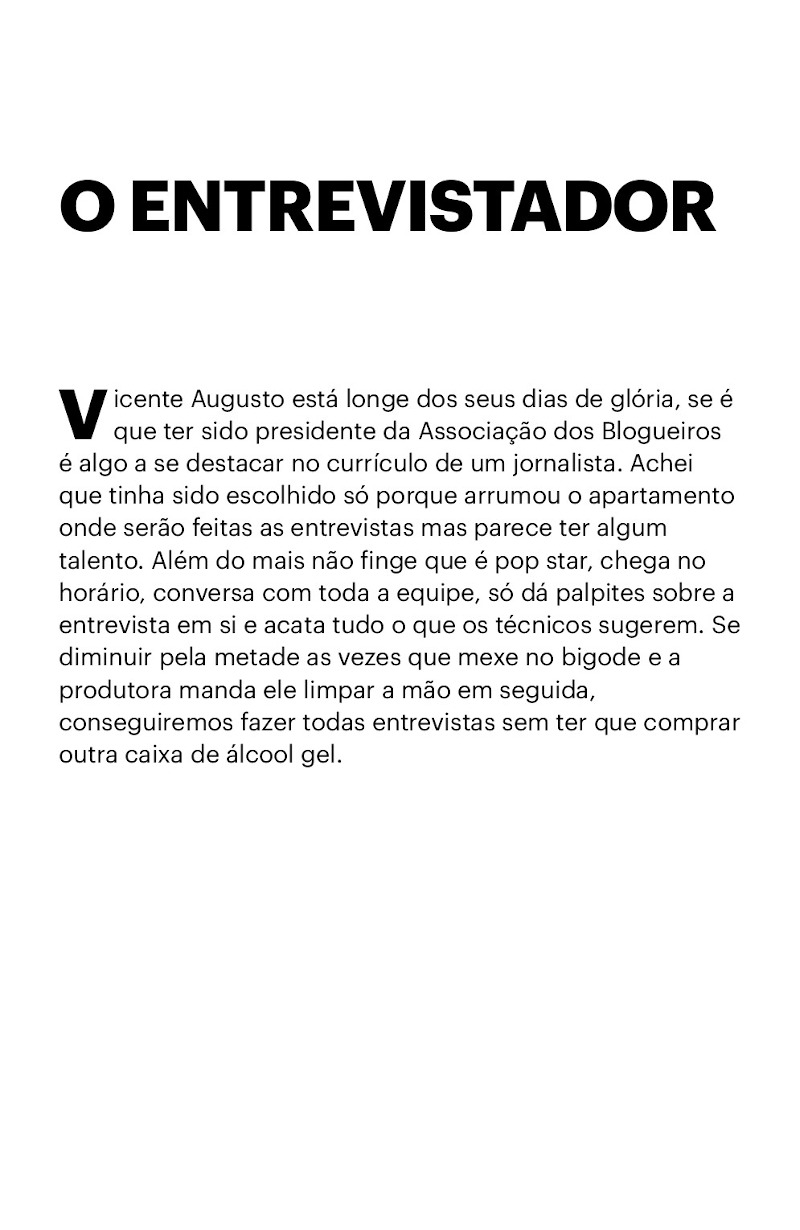 O ENTREVISTADOR
Vicente Augusto está longe dos seus dias de glória, se é
que ter sido presidente da Associação dos Blogueiros
é algo a se destacar no currículo de um jornalista. Achei
que tinha sido escolhido só porque arrumou o apartamento
onde serão feitas as entrevistas mas parece ter algum
talento. Além do mais não finge que é pop star, chega no
horário, conversa com toda a equipe, só dá palpites sobre a
entrevista em si e acata tudo o que os técnicos sugerem. Se
diminuir pela metade as vezes que mexe no bigode e a
produtora manda ele limpar a mão em seguida,
conseguiremos fazer todas entrevistas sem ter que comprar
outra caixa de álcool gel.